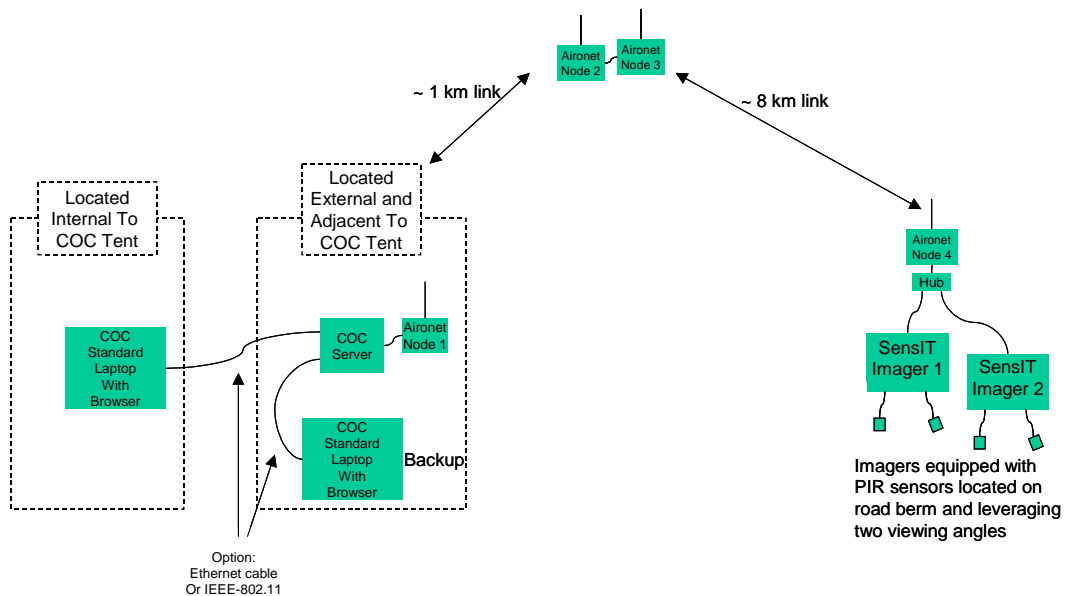 Aironet
Node 2
Aironet
Node 3
~ 1 km link
~ 8 km link
Located
Internal To
COC Tent
Located
External and
Adjacent To
COC Tent
Aironet
Node 4
Hub
COC
Standard
Laptop
With
Browser
COC
Server
Aironet
Node 1
SensIT
Imager 1
SensIT
Imager 2
COC
Standard
Laptop
With
Browser
Backup
Imagers equipped with
PIR sensors located on
road berm and leveraging
two viewing angles
Option:
Ethernet cable
Or IEEE-802.11